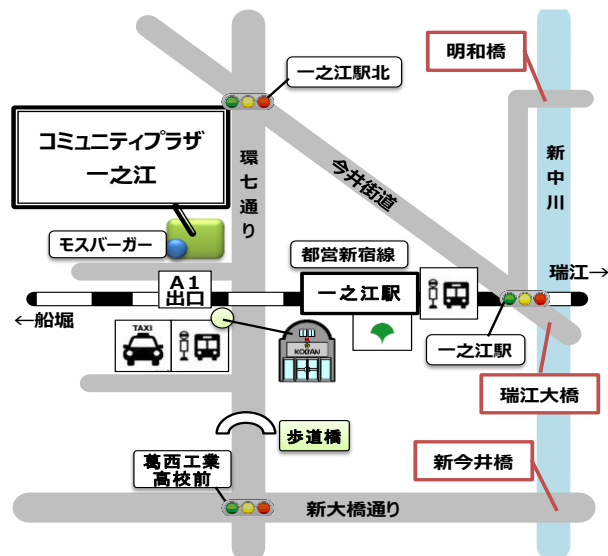 一之江駅北
明和橋
コミュニティプラザ
一之江
環七通り
今井街道
新中川
モスバーガー
都営新宿線
瑞江→
A1
出口
一之江駅
←船堀
TAXI
KOBAN
一之江駅
瑞江大橋
歩道橋
葛西工業
高校前
新今井橋
新大橋通り